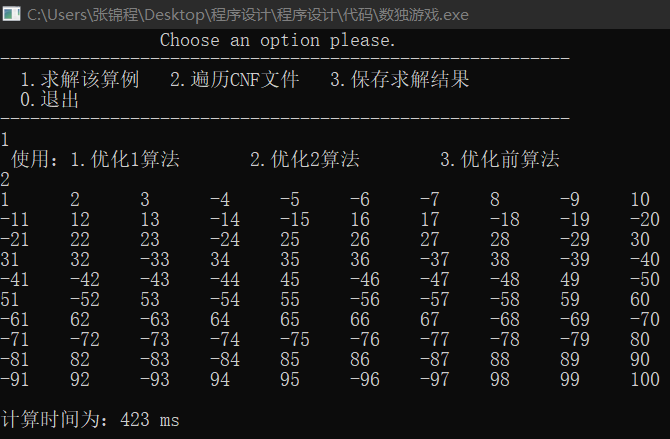 C:\Users\张锦程\Desktop\程序设计\程序设计\代码\数独游戏.exe
Choose an option please.
---------------------------------------------------------
1.求解该算例 2.遍历CNF文件 3.保存求解结果
0.退出
---------------------------------------------------------
1
使用：1.优化1算法 2.优化2算法 3.优化前算法
2
1 2 3 -4 -5 -6 -7 8 -9 10
-11 12 13 -14 -15 16 17 -18 -19 -20
-21 22 23 -24 25 26 27 28 -29 30
31 32 -33 34 35 36 -37 38 -39 -40
-41 -42 -43 -44 45 -46 -47 -48 49 -50
51 -52 53 -54 55 -56 -57 -58 59 60
-61 62 -63 64 65 66 67 -68 -69 -70
-71 -72 -73 -74 -75 -76 -77 -78 -79 80
-81 82 -83 -84 85 86 -87 88 89 90
-91 92 -93 94 95 -96 -97 98 99 100
计算时间为：423 ms